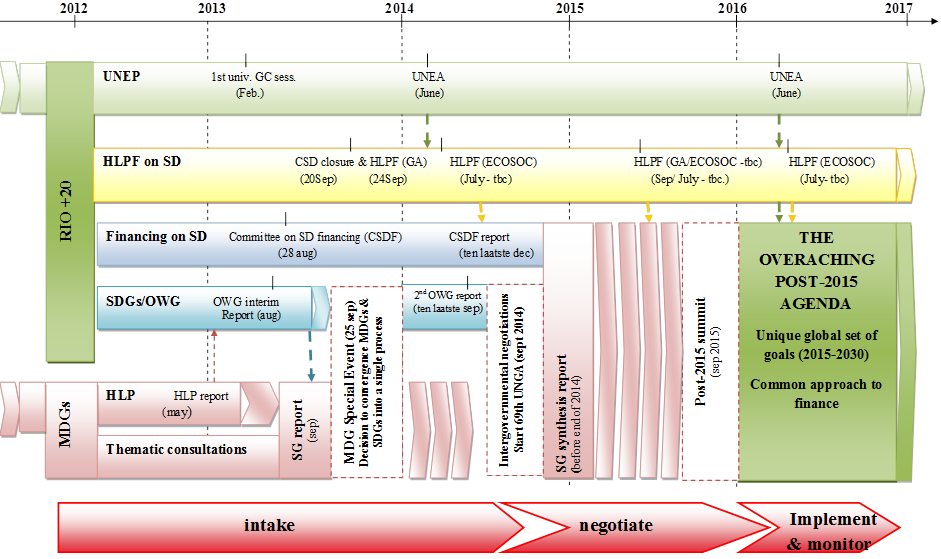 2012 2013 2014 2015 2016 2017
UNEP
1st univ. GC sess.
(Feb.)
UNEA
(June)
UNEA
(June)
RIO +20
HLPF on SD
CSD closure & HLPF (GA)
(20Sep) (24Sep)
HLPF (ECOSOC)
(July - tbc)
HLPF (GA/ECOSOC -tbc)
(Sep/ July - tbc.)
HLPF (ECOSOC)
(July- tbc)
Financing on SD
Committee on SD financing (CSDF)
(28 aug)
CSDF report
(ten laatste dec)
SDGs/OWG
OWG interim
Report (aug)
2nd OWG report
(ten laatste sep)
MDGs
HLP
HLP report
(may)
Thematic consultations
SG report
(sep)
MDG Special Event (25 sep)
Decision to commergence MDGs &
SDGs into a single process
Intergovernmental negotiations
Start 69th UNGA (sept 2014)
SG synthesis report
(before end of 2014)
Post-2015 summit
(sep 2015)
THE
OVERACHING
POST-2015
AGENDA
Unique global set of
goals (2015-2030)
Common approach to
finance
intake
negotiate
Implement
& monitor